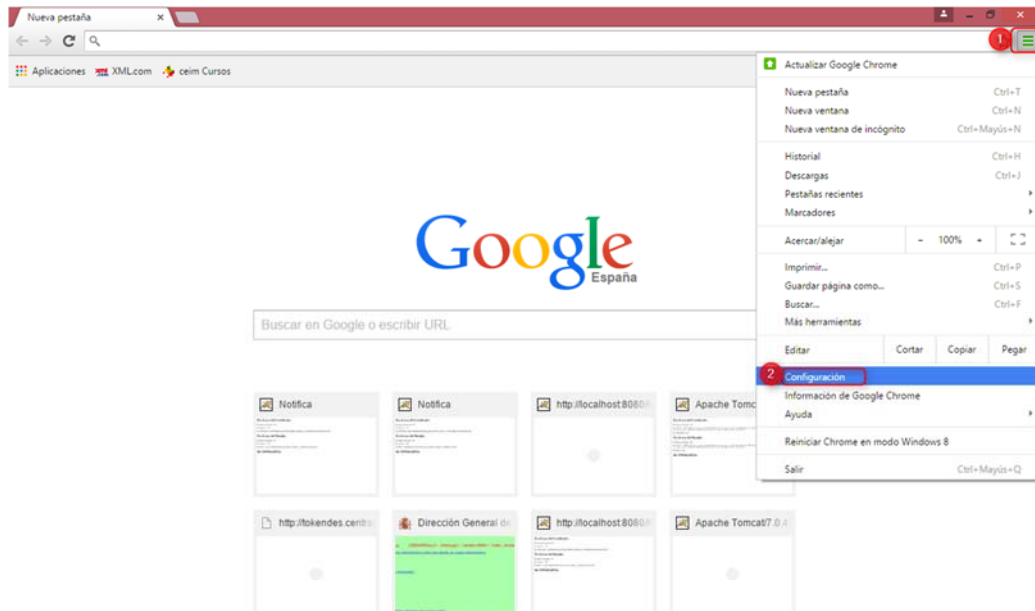 Nueva pestaña
1
Aplicaciones XML.com ceim Cursos
Actualizar Google Chrome
Nueva pestaña Ctrl+T
Nueva ventana Ctrl+N
Nueva ventana de incógnito Ctrl+Mayús+N
Historial Ctrl+H
Descargas Ctrl+J
Pestañas recientes
Marcadores
Acercar/alejar - 100% +
Imprimir... Ctrl+P
Guardar página como... Ctrl+S
Buscar... Ctrl+F
Más herramientas
Editar Cortar Copiar Pegar
2 Configuración
Información de Google Chrome
Ayuda
Reiniciar Chrome en modo Windows 8
Salir Ctrl+Mayús+Q
Google
España
Buscar en Google o escribir URL
Notifica Notifica http://localhost:8080/ Apache Tomc
http://tokendes.centra Dirección General de http://localhost:8080/ Apache Tomcat/7.0.4